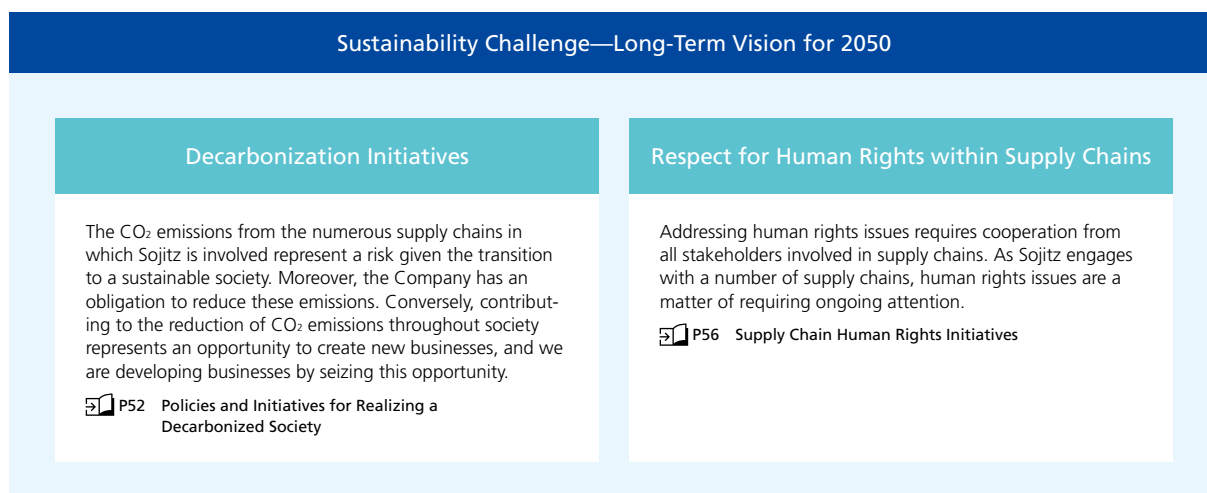 Sustainability Challenge—Long-Term Vision for 2050
Decarbonization Initiatives
The CO₂ emissions from the numerous supply chains in
which Sojitz is involved represent a risk given the transition
to a sustainable society. Moreover, the Company has an
obligation to reduce these emissions. Conversely, contribut-
ing to the reduction of CO₂ emissions throughout society
represents an opportunity to create new businesses, and we
are developing businesses by seizing this opportunity.
P52 Policies and Initiatives for Realizing a
Decarbonized Society
Respect for Human Rights within Supply Chains
Addressing human rights issues requires cooperation from
all stakeholders involved in supply chains. As Sojitz engages
with a number of supply chains, human rights issues are a
matter of requiring ongoing attention.
P56 Supply Chain Human Rights Initiatives